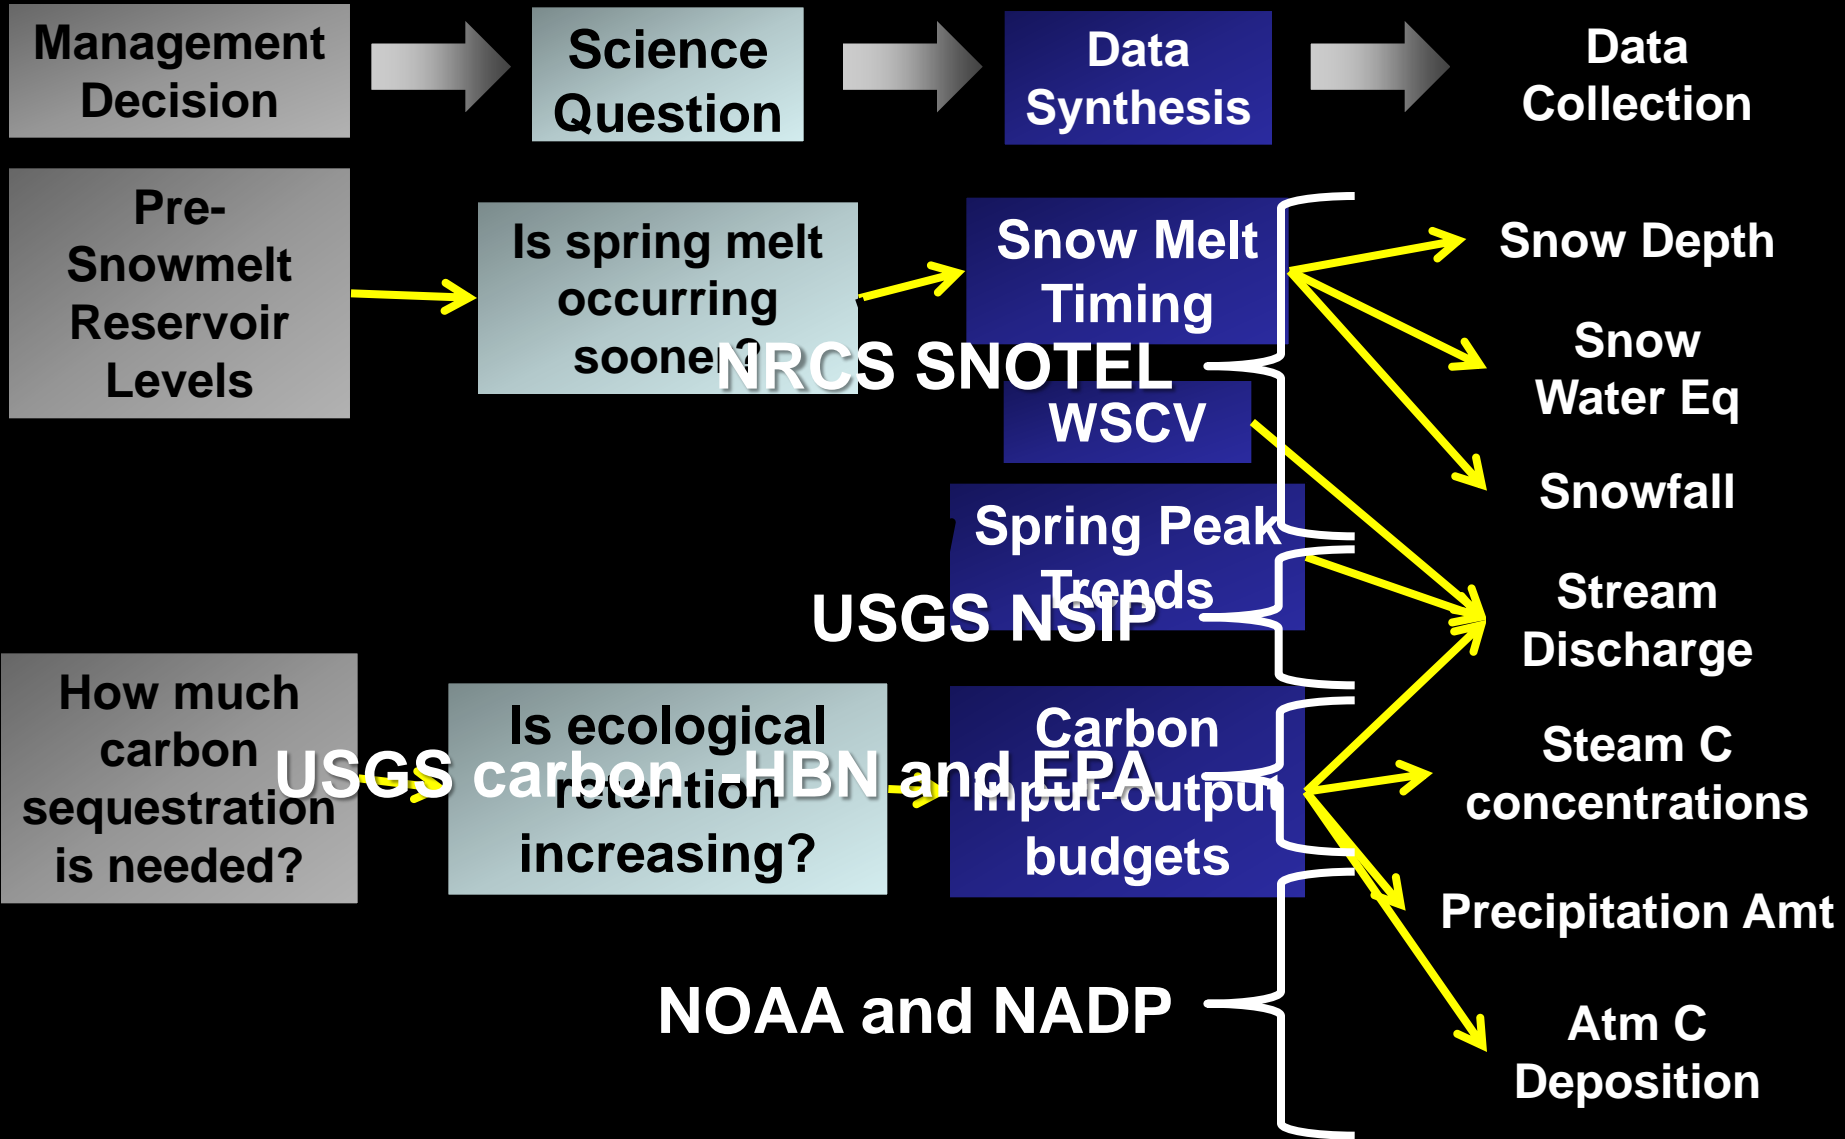 Management
Decision
Science
Question
Data
Synthesis
Data
Collection
Pre-
Snowmelt
Reservoir
Levels
Is spring melt
occurring
sooner?
Snow Melt
Timing
NRCS SNOTEL
WSCV
Spring Peak
Trends
USGS NSIP
Snow Depth
Snow
Water Eq
Snowfall
Stream
Discharge
How much
carbon
sequestration
is needed?
Is ecological
retention
increasing?
Carbon
input-output
budgets
USGS carbon -HBN and EPA
Steam C
concentrations
Precipitation Amt
NOAA and NADP
Atm C
Deposition